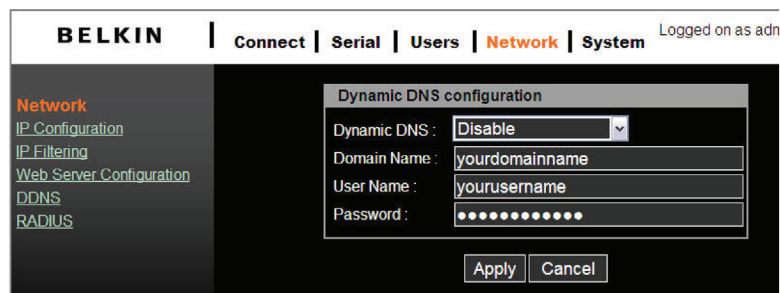 BELKIN | Connect | Serial | Users | Network | System Logged on as adm
Network
IP Configuration
IP Filtering
Web Server Configuration
DDNS
RADIUS
Dynamic DNS configuration
Dynamic DNS : Disable
Domain Name : yourdomainname
User Name : yourusername
Password : ●●●●●●●●●●●●
Apply Cancel